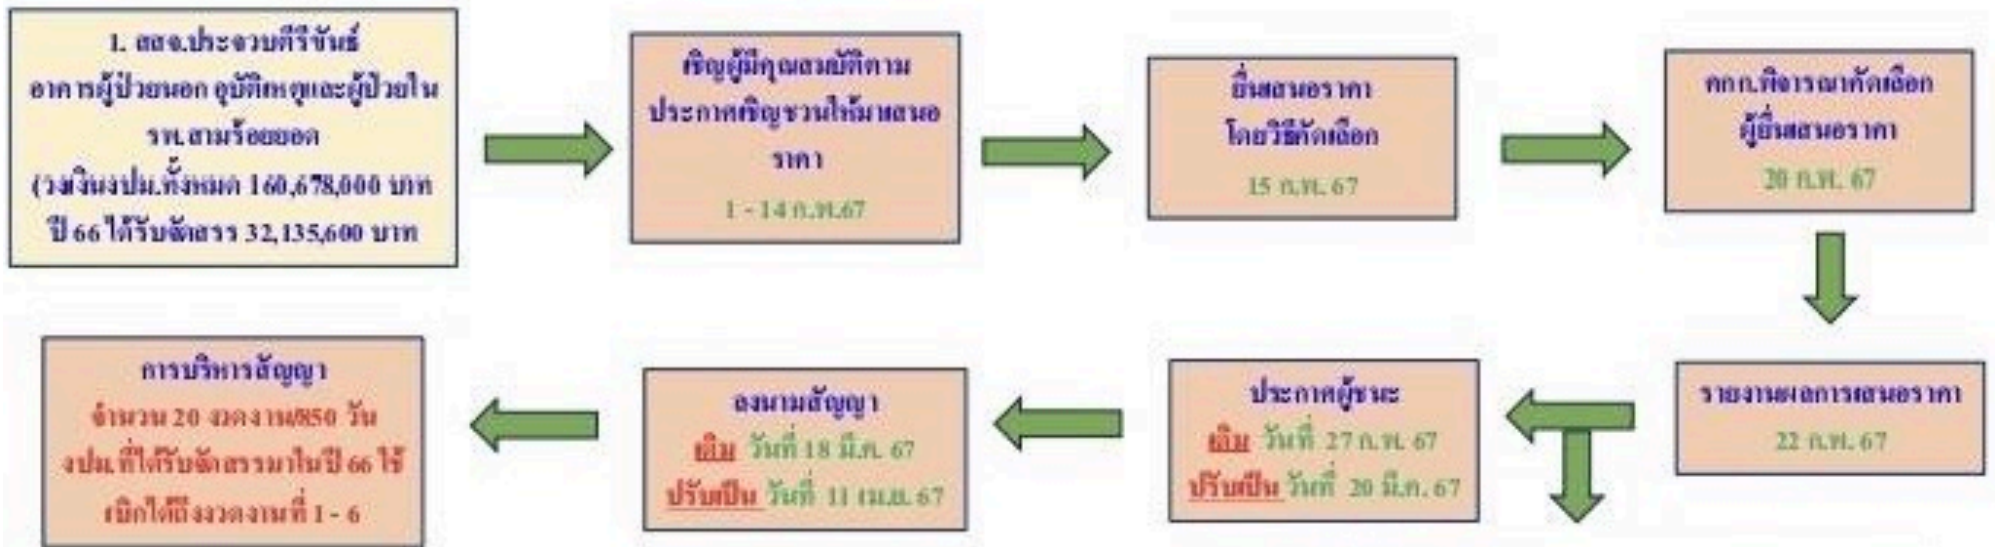 1. สสจ.ประจวบคีรีขันธ์
อาคารผู้ป่วยนอก อุบัติเหตุและผู้ป่วยใน
รพ.สามร้อยยอด
(วงเงินงปม.ทั้งหมด 160,678,000 บาท
ปี 66 ได้รับจัดสรร 32,135,600 บาท
เชิญผู้มีคุณสมบัติตาม
ประกาศเชิญชวนให้มาเสนอ
ราคา
1 - 14 ก.พ.67
ยื่นเสนอราคา
โดยวิธีคัดเลือก
15 ก.พ. 67
คกก.พิจารณาคัดเลือก
ผู้ยื่นเสนอราคา
20 ก.พ. 67
รายงานผลการเสนอราคา
22 ก.พ. 67
ประกาศผู้ชนะ
เดิม วันที่ 27 ก.พ. 67
ปรับเป็น วันที่ 20 มี.ค. 67
ลงนามสัญญา
เดิม วันที่ 18 มี.ค. 67
ปรับเป็น วันที่ 11 เม.ย. 67
การบริหารสัญญา
จำนวน 20 งวดงาน/850 วัน
งปม.ที่ได้รับจัดสรรมาในปี 66 ใช้
เบิกได้ถึงงวดงานที่ 1 - 6